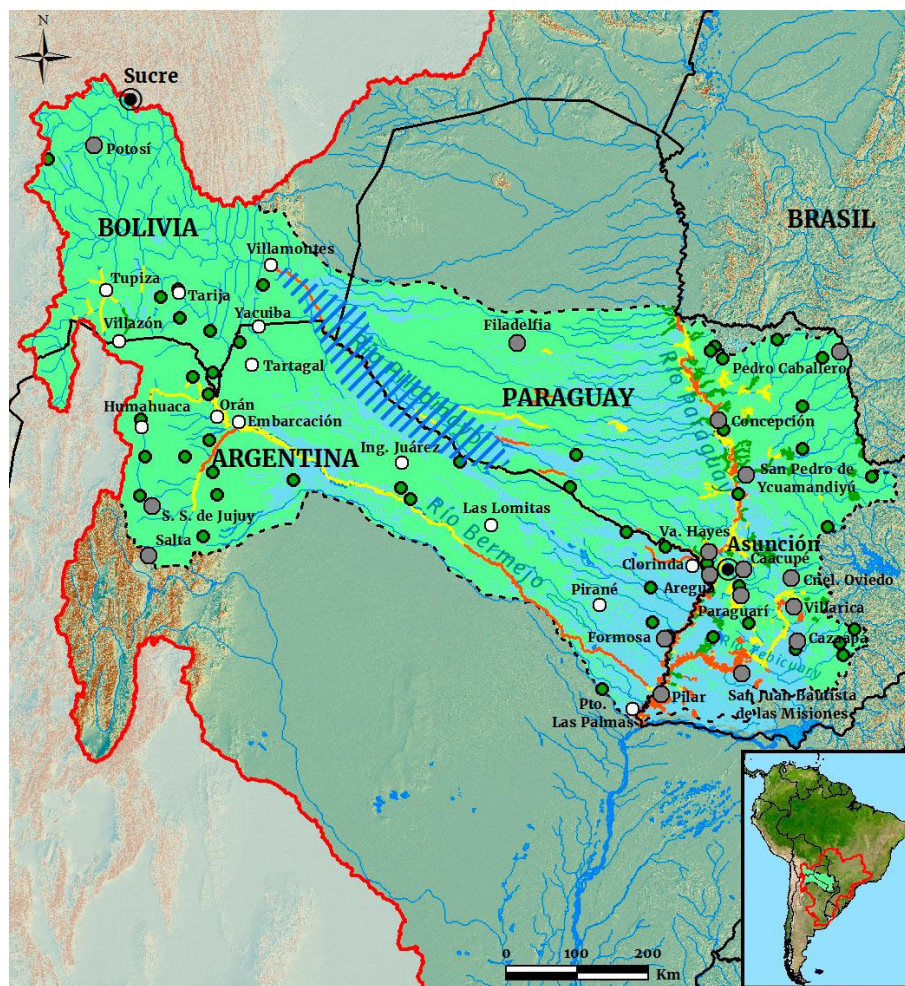 N
Sucre
Potosí
BOLIVIA
BRASIL
Villamontes
Tupiza
Tarija
Villazón
Yacuiba
Filadelfia
Tartagal
Pedro Caballero
PARAGUAY
Río Paraguay
Humahuaca
Orán
Embarcación
Concepción
ARGENTINA
Ing. Juárez
San Pedro de
Ycuamandiyú
Las Lomitas
Río Bermejo
S. S. de Jujuy
Salta
Va. Hayes
Asunción
Clorinda
Caacupé
Areguá
Cnel. Oviedo
Pirané
Paraguarí
Villarica
Formosa
Cazaapá
Río Tebicuary
Pilar
San Juan Bautista
de las Misiones
Pto.
Las Palmas
0 100 200
Km